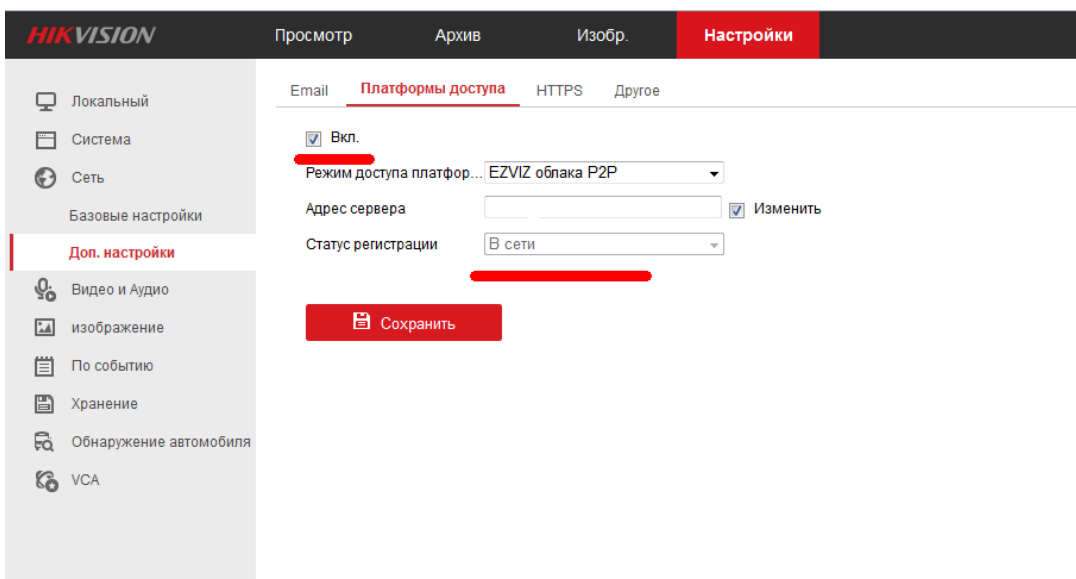 HIKVISION Просмотр Архив Изобр. Настройки
Email Платформы доступа HTTPS Другое
Локальный
Система
Сеть
Базовые настройки
Доп. настройки
Видео и Аудио
изображение
По событию
Хранение
Обнаружение автомобиля
VCA
Вкл.
Режим доступа платфор... EZVIZ облака P2P
Адрес сервера Изменить
Статус регистрации В сети
Сохранить